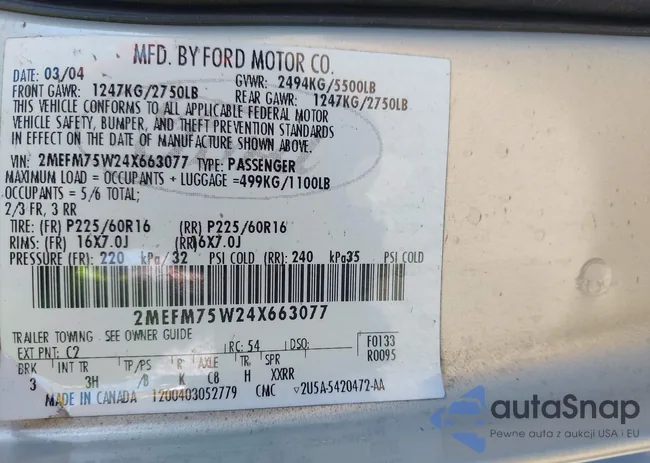 MFD. BY FORD MOTOR CO.
DATE: 03/04 GVWR: 2494KG/5500LB
FRONT GAWR: 1247KG/2750LB REAR GAWR: 1247KG/2750LB
THIS VEHICLE CONFORMS TO ALL APPLICABLE FEDERAL MOTOR
VEHICLE SAFETY, BUMPER, AND THEFT PREVENTION STANDARDS
IN EFFECT ON THE DATE OF MANUFACTURE SHOWN ABOVE.
VIN: 2MEFM75W24X663077 TYPE: PASSENGER
MAXIMUM LOAD = OCCUPANTS + LUGGAGE =499KG/1100LB
OCCUPANTS = 5/6 TOTAL;
2/3 FR, 3 RR
TIRE: (FR) P225/60R16 (RR) P225/60R16
RIMS: (FR) 16X7.0J (RR)16X7.0J
PRESSURE (FR): 220 kPa/32 PSI COLD (RR): 240 kPa35 PSI COLD
2MEFM75W24X663077
TRAILER TOWING - SEE OWNER GUIDE
EXT PNT: C2 RC: 54 DSO: F0133
R0095
BRK INT TR TP/PS R AXLE TR SPR
3 3H /8 K C8 H XXRR
MADE IN CANADA 1200403052779 CMC ▽2U5A-5420472-AA
autaSnap
Pewne auta z aukcji USA i EU